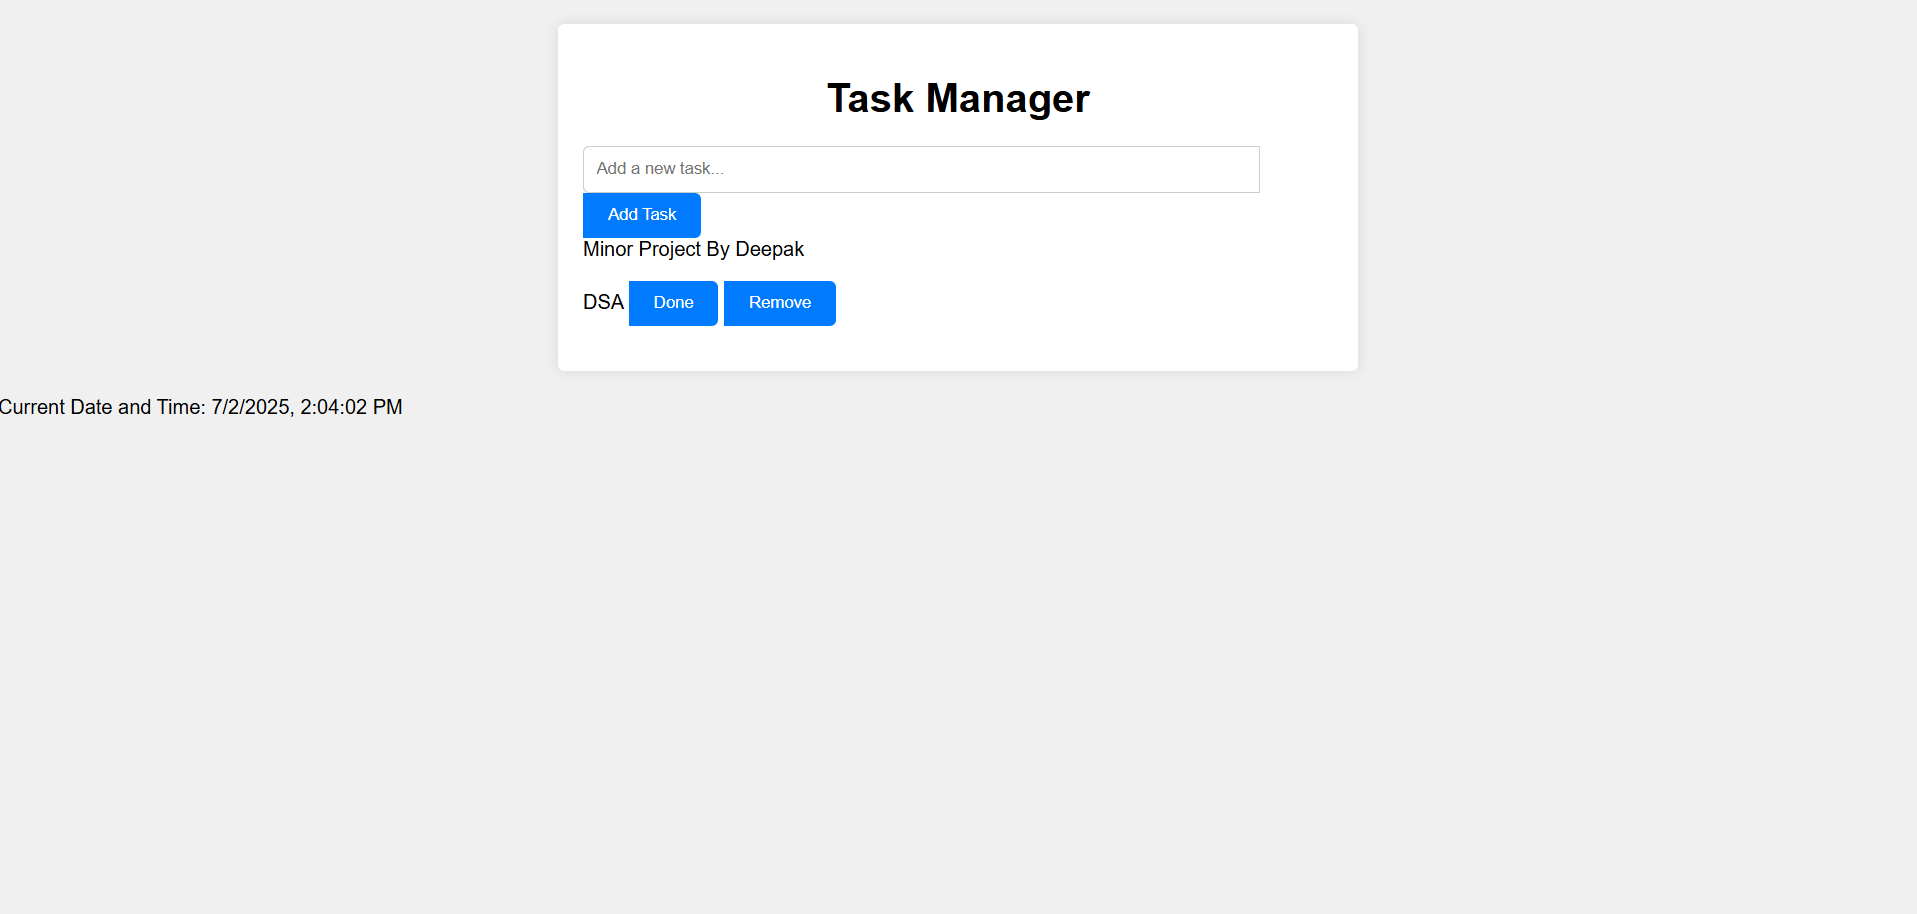 Task Manager
Add a new task...
Add Task
Minor Project By Deepak
DSA Done Remove
Current Date and Time: 7/2/2025, 2:04:02 PM